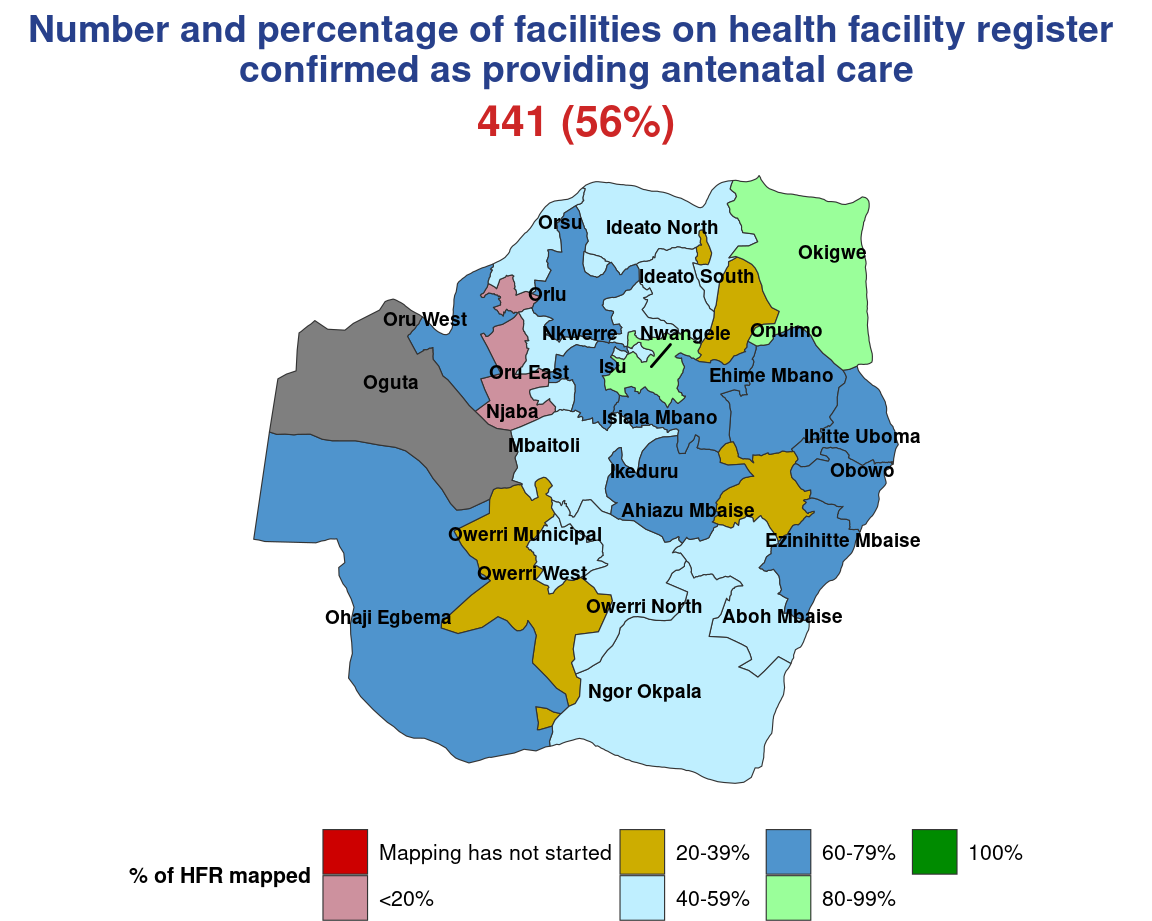 Number and percentage of facilities on health facility register
confirmed as providing antenatal care
441 (56%)
Orsu
Ideato North
Okigwe
Ideato South
Orlu
Oru West
Nkwerre
Nwangele
Onuimo
Isu
Oru East
Ehime Mbano
Oguta
Njaba
Isiala Mbano
Ihitte Uboma
Mbaitoli
Ikeduru
Obowo
Ahiazu Mbaise
Owerri Municipal
Ezinihitte Mbaise
Owerri West
Owerri North
Ohaji Egbema
Aboh Mbaise
Ngor Okpala
% of HFR mapped
Mapping has not started
<20%
20-39%
40-59%
60-79%
80-99%
100%